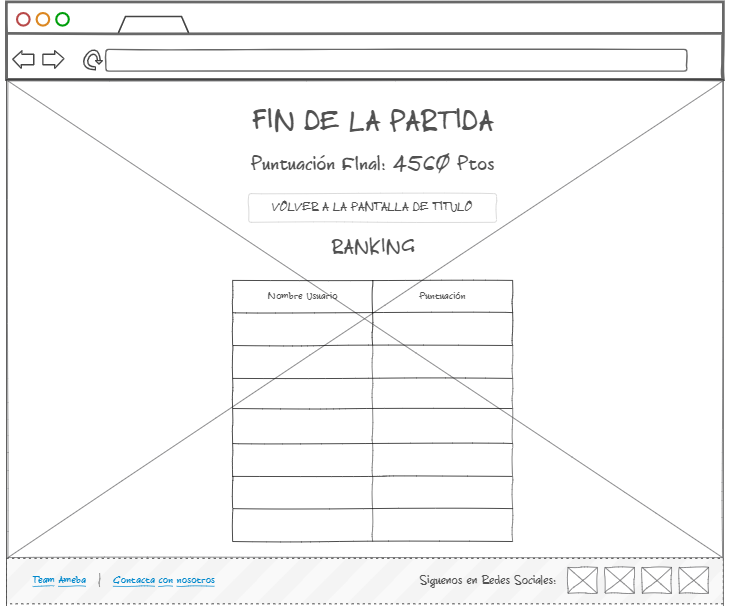 FIN DE LA PARTIDA
Puntuación FInal: 4560 Ptos
VOLVER A LA PANTALLA DE TITULO
RANKING
Nombre Usuario Puntuación
Team Ameba | Contacta con nosotros Siguenos en Redes Sociales: